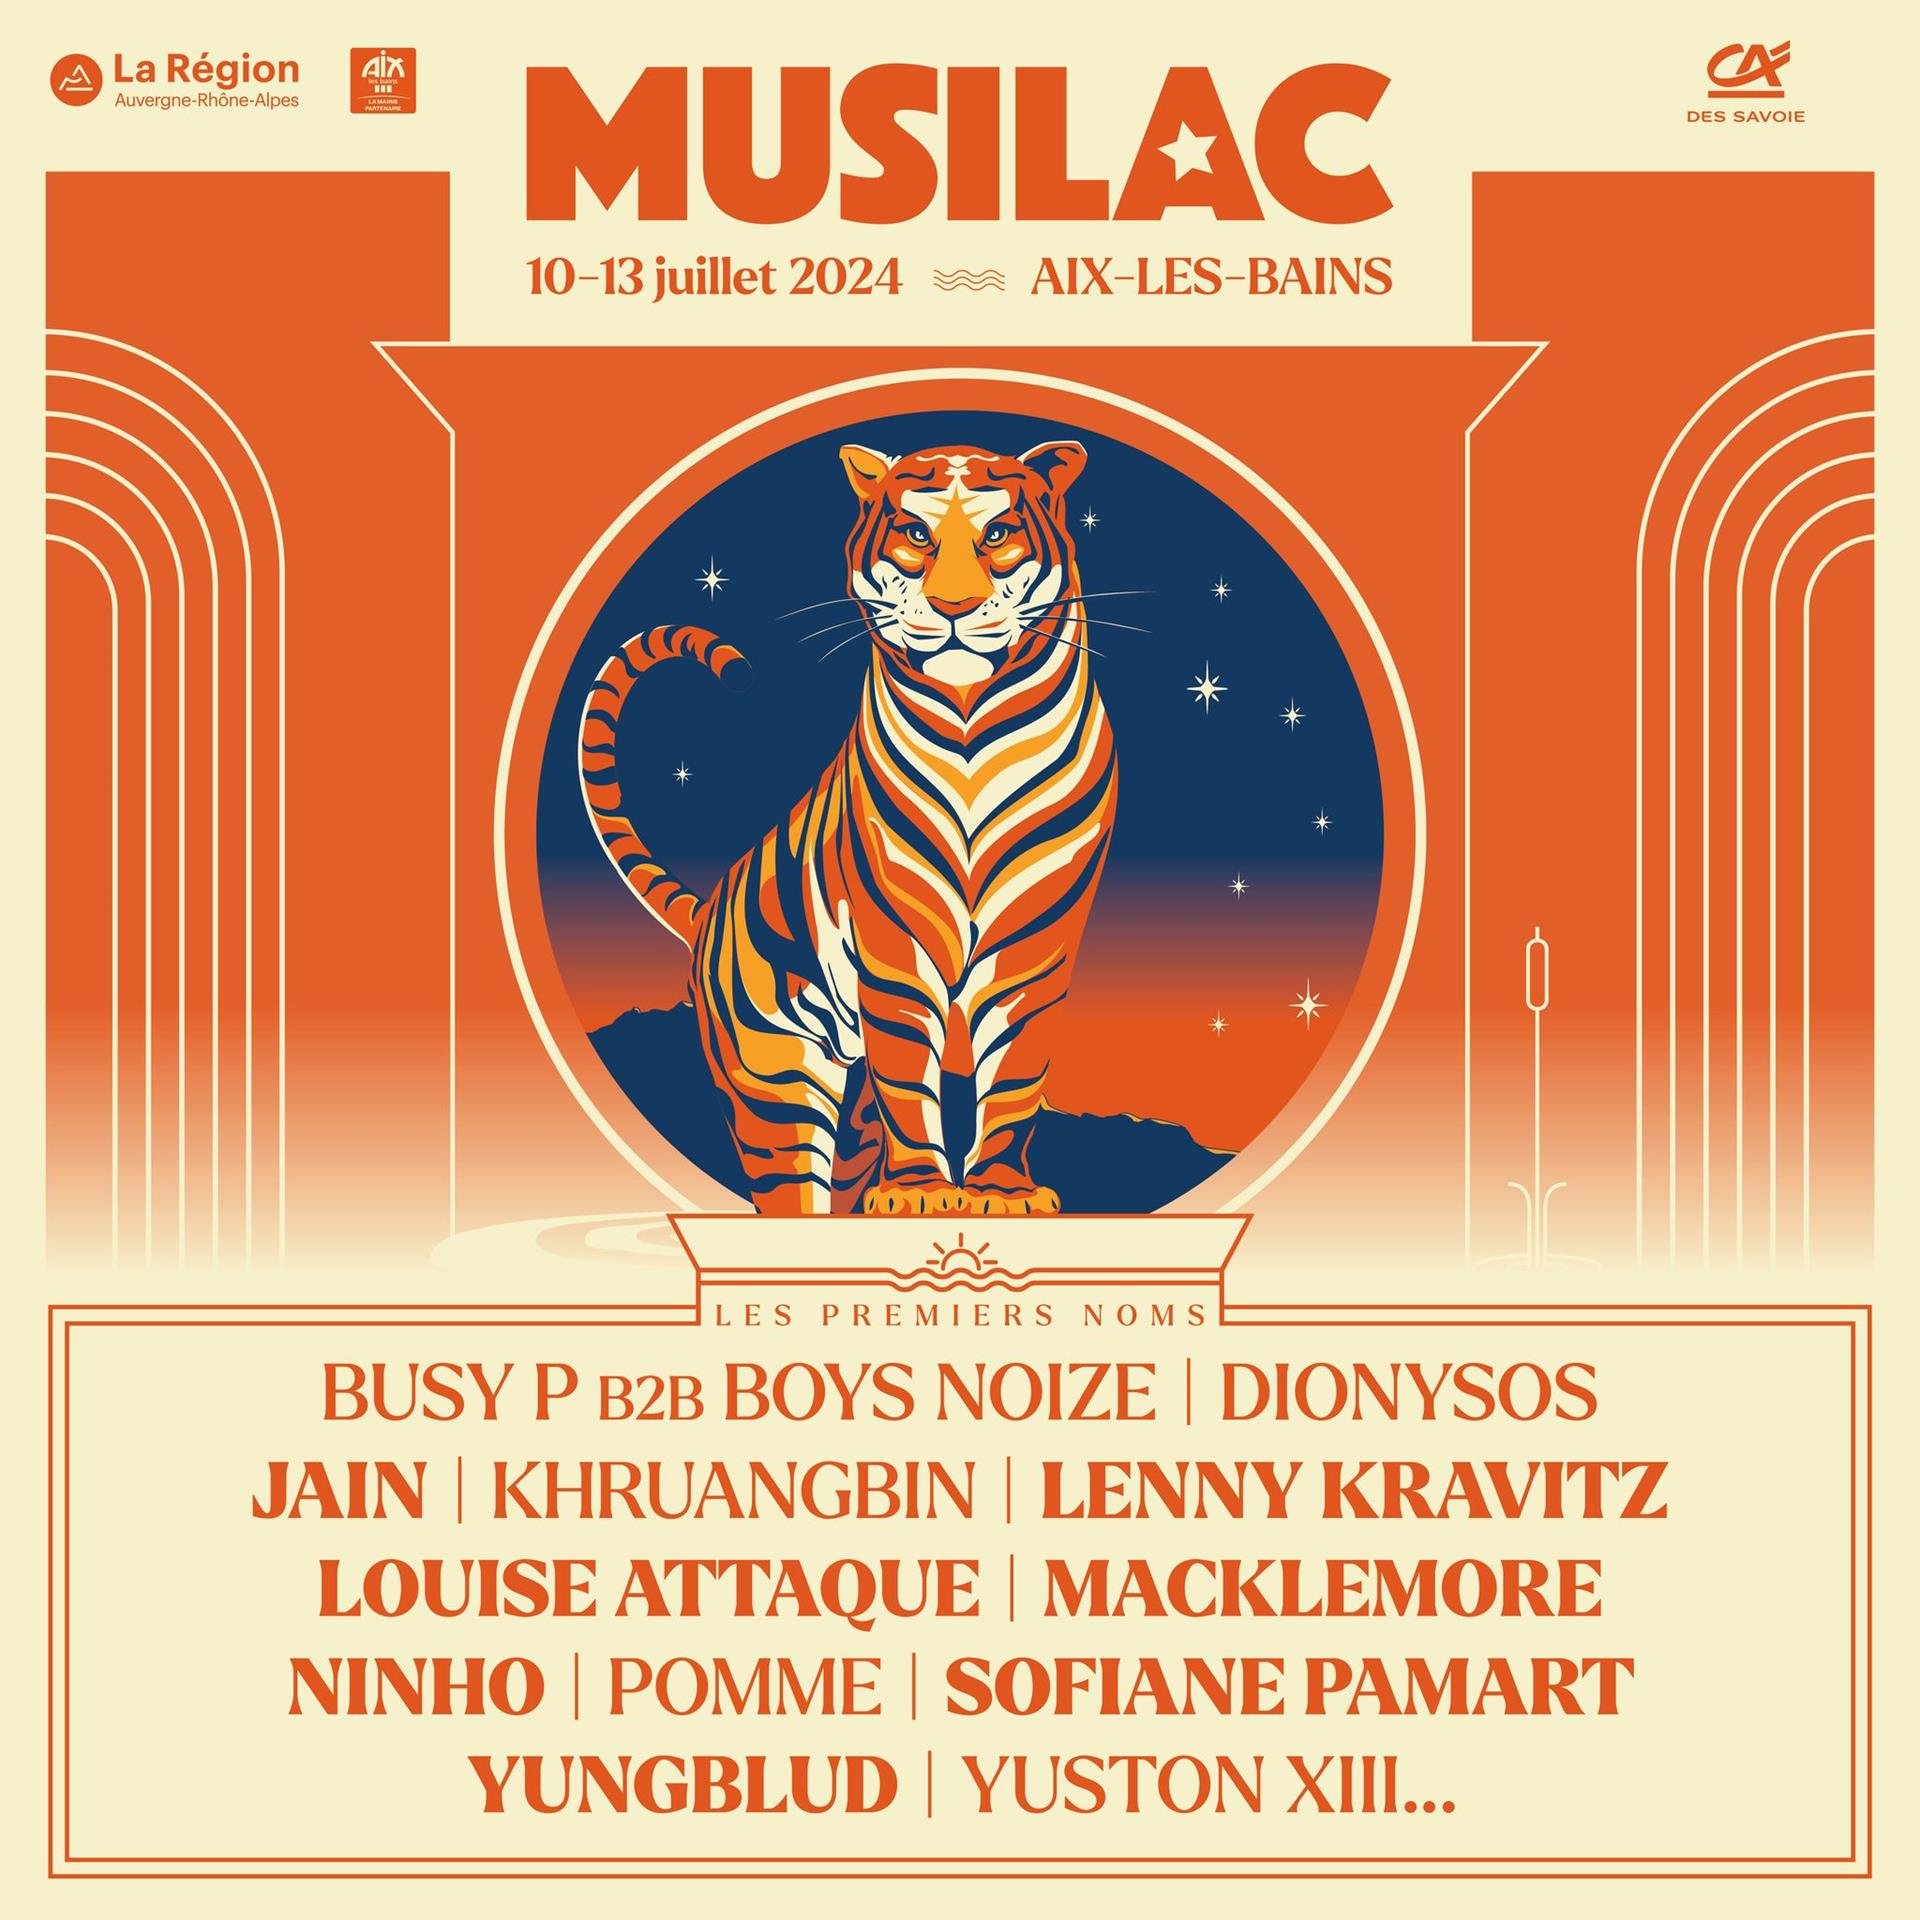 La Région
Auvergne-Rhône-Alpes
AIX
les bains
LA MAIRIE
PARTENAIRE
MUSILAC
CA
DES SAVOIE
10-13 juillet 2024 AIX-LES-BAINS
LES PREMIERS NOMS
BUSY P B2B BOYS NOIZE | DIONYSOS
JAIN | KHRUANGBIN | LENNY KRAVITZ
LOUISE ATTAQUE | MACKLEMORE
NINHO | POMME | SOFIANE PAMART
YUNGBLUD | YUSTON XIII...